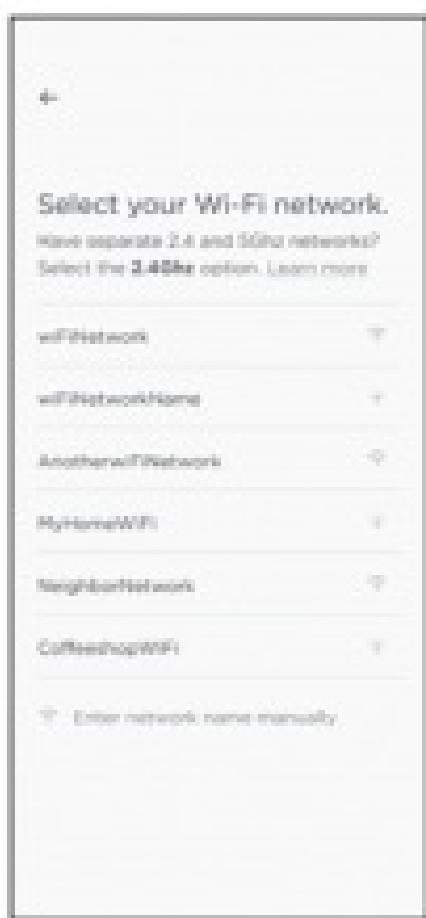 Select your Wi-Fi network.
Have separate 2.4 and 5Ghz networks?
Select the 2.4Ghz option. Learn more
wiFiNetwork
wiFiNetworkName
AnotherwiFiNetwork
MyHomeWiFi
NeighborNetwork
CoffeeshopWiFi
Enter network name manually